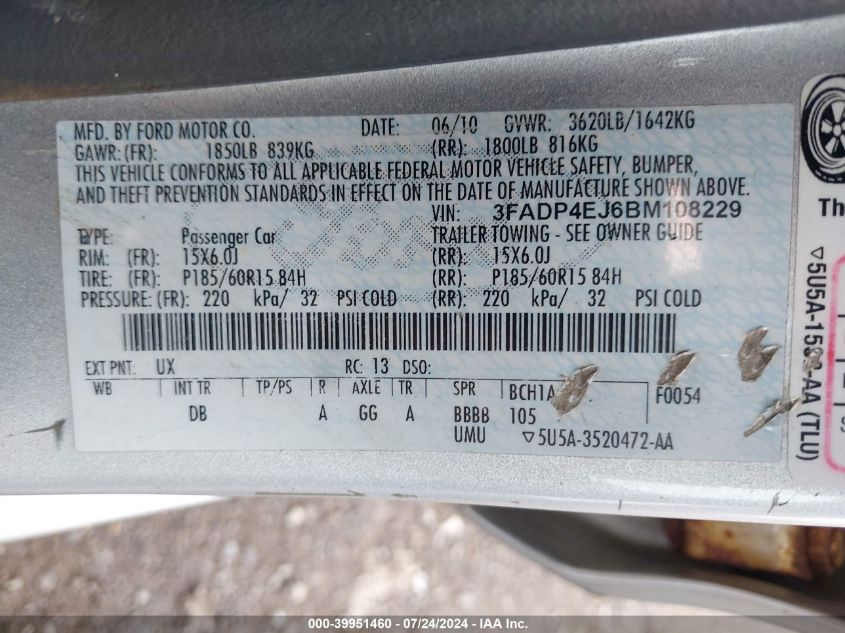 MFD. BY FORD MOTOR CO. DATE: 06/10 GVWR: 3620LB/1642KG
GAWR:(FR): 1850LB 839KG (RR): 1800LB 816KG
THIS VEHICLE CONFORMS TO ALL APPLICABLE FEDERAL MOTOR VEHICLE SAFETY, BUMPER,
AND THEFT PREVENTION STANDARDS IN EFFECT ON THE DATE OF MANUFACTURE SHOWN ABOVE.
VIN: 3FADP4EJ6BM108229
TYPE: Passenger Car TRAILER TOWING - SEE OWNER GUIDE
RIM: (FR): 15X6.0J (RR): 15X6.0J
TIRE: (FR): P185/60R15 84H (RR): P185/60R15 84H
PRESSURE:(FR): 220 kPa/ 32 PSI COLD (RR): 220 kPa/ 32 PSI COLD
EXT PNT: UX RC: 13 DSO:
WB INT TR TP/PS R AXLE TR SPR BCH1A F0054
DB A GG A BBBB 105
UMU ▽5U5A-3520472-AA
Th
▽5U5A-15 -AA (TLU)
000-39951460 - 07/24/2024 - IAA Inc.